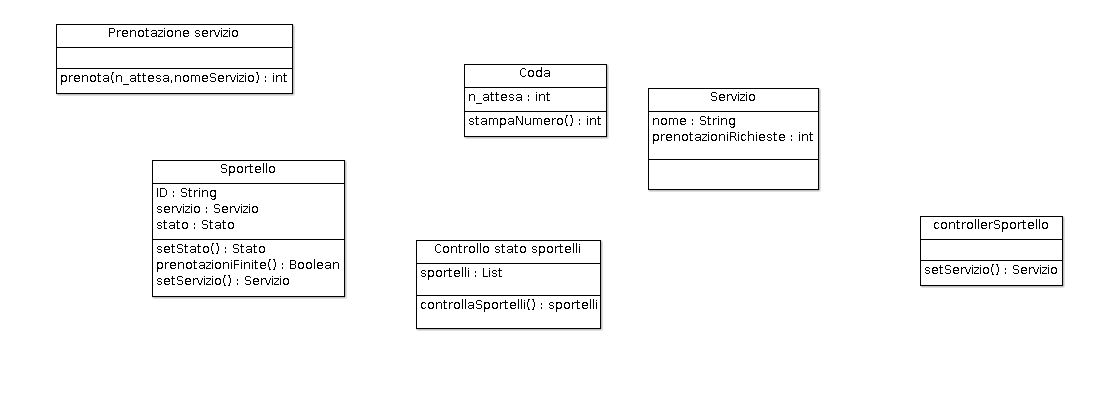 Prenotazione servizio
prenota(n_attesa,nomeServizio) : int
Coda
n_attesa : int
stampaNumero() : int
Servizio
nome : String
prenotazioniRichieste : int
Sportello
ID : String
servizio : Servizio
stato : Stato
setStato() : Stato
prenotazioniFinite() : Boolean
setServizio() : Servizio
Controllo stato sportelli
sportelli : List
controllaSportelli() : sportelli
controllerSportello
setServizio() : Servizio